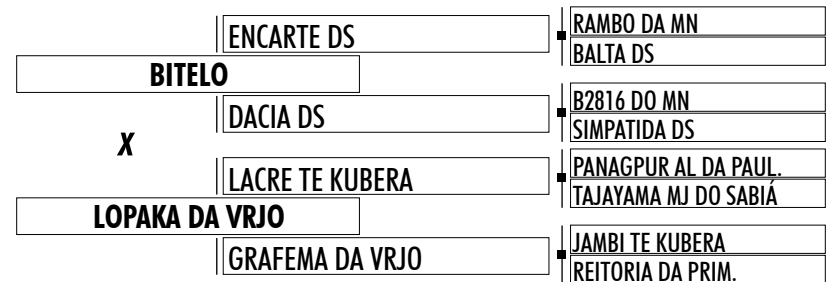 ENCARTE DS
RAMBO DA MN
BALTA DS
BITELO
DACIA DS
B2816 DO MN
SIMPATIDA DS
X
LACRE TE KUBERA
PANAGPUR AL DA PAUL.
TAJAYAMA MJ DO SABIÁ
LOPAKA DA VRJO
GRAFEMA DA VRJO
JAMBI TE KUBERA
REITORIA DA PRIM.